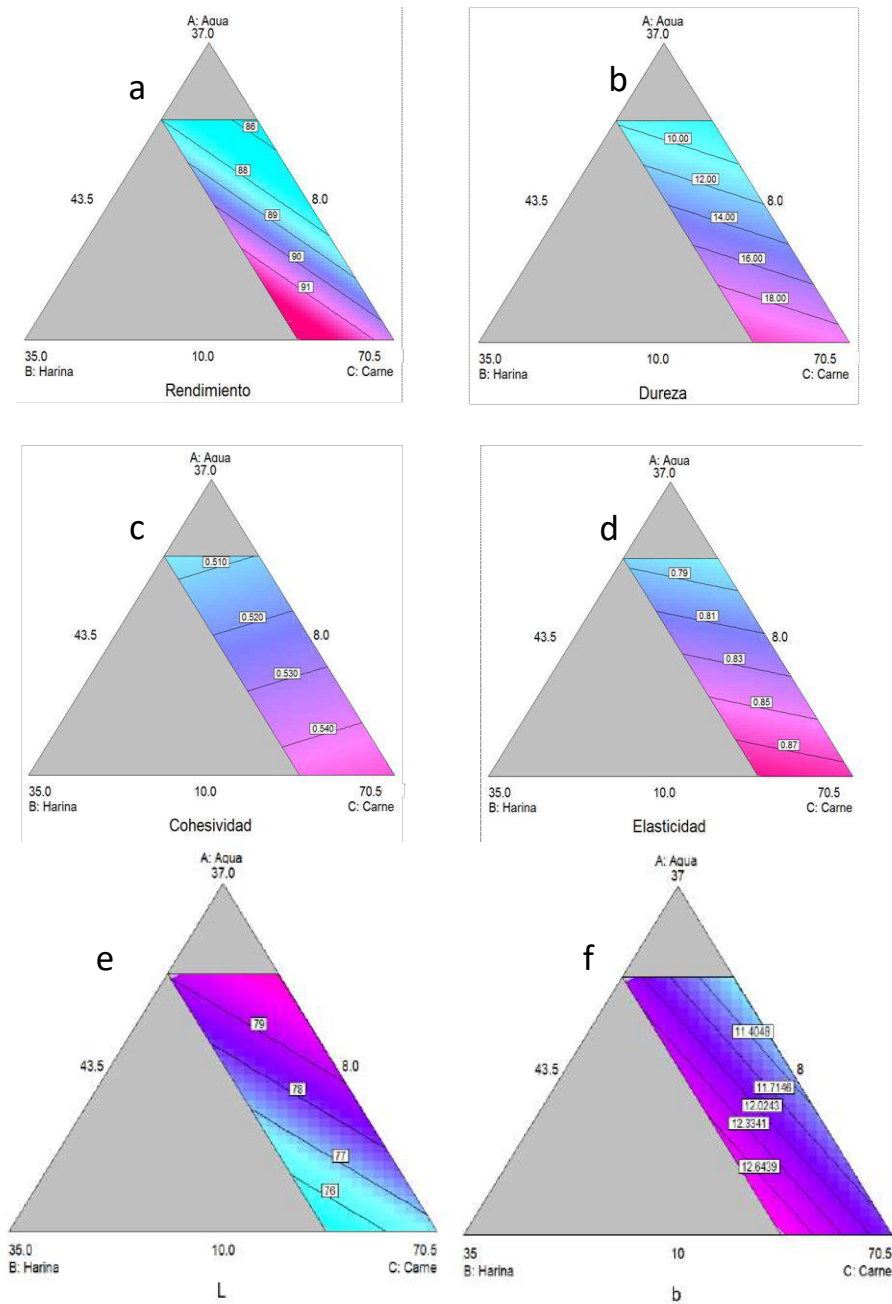 A: Agua
37.0
a
86
88
43.5
8.0
89
90
91
35.0
10.0
70.5
B: Harina
C: Carne
Rendimiento
A: Agua
37.0
b
10.00
12.00
43.5
8.0
14.00
16.00
18.00
35.0
10.0
70.5
B: Harina
C: Carne
Dureza
A: Agua
37.0
c
0.510
0.520
43.5
8.0
0.530
0.540
35.0
10.0
70.5
B: Harina
C: Carne
Cohesividad
A: Agua
37.0
d
0.79
0.81
43.5
8.0
0.83
0.85
0.87
35.0
10.0
70.5
B: Harina
C: Carne
Elasticidad
A: Agua
37.0
e
79
43.5
8.0
78
77
76
35.0
10.0
70.5
B: Harina
C: Carne
L
A: Agua
37
f
11.4048
43.5
8
11.7146
12.0243
12.3341
12.6439
35
10
70.5
B: Harina
C: Carne
b